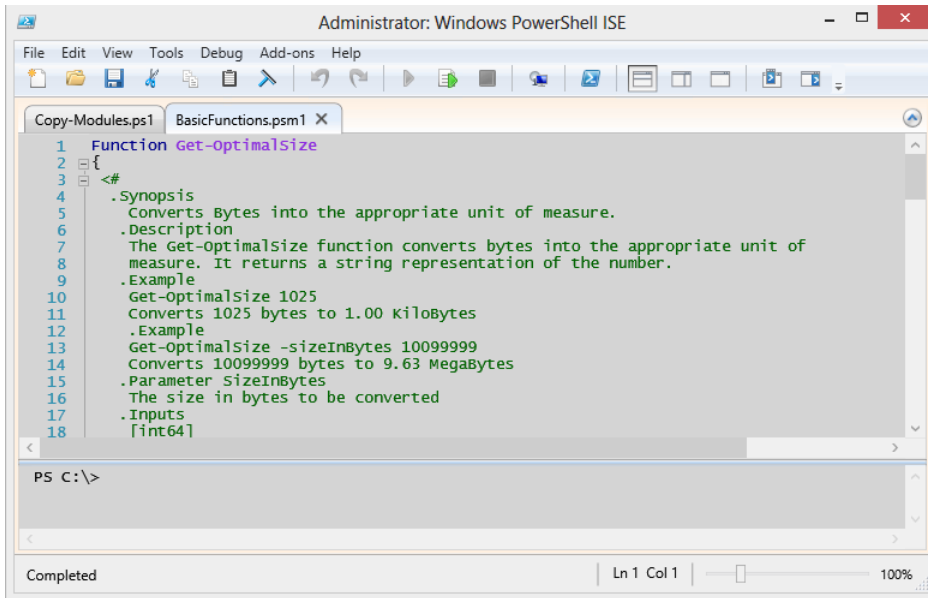 Administrator: Windows PowerShell ISE
File Edit View Tools Debug Add-ons Help
Copy-Modules.ps1 BasicFunctions.psm1 X
1 Function Get-OptimalSize
2 {
3 <#
4 .Synopsis
5 Converts Bytes into the appropriate unit of measure.
6 .Description
7 The Get-OptimalSize function converts bytes into the appropriate unit of
8 measure. It returns a string representation of the number.
9 .Example
10 Get-OptimalSize 1025
11 Converts 1025 bytes to 1.00 KiloBytes
12 .Example
13 Get-OptimalSize -sizeInBytes 10099999
14 Converts 10099999 bytes to 9.63 MegaBytes
15 .Parameter SizeInBytes
16 The size in bytes to be converted
17 .Inputs
18 [int64]
PS C:\>
Completed Ln 1 Col 1 100%